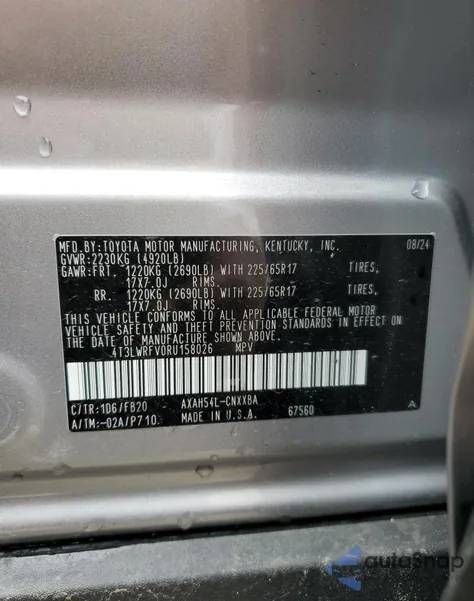 MFD.BY:TOYOTA MOTOR MANUFACTURING, KENTUCKY, INC. 08/24
GVWR:2230KG (4920LB)
GAWR:FRT. 1220KG (2690LB) WITH 225/65R17 TIRES,
17X7.0J RIMS.
RR. 1220KG (2690LB) WITH 225/65R17 TIRES,
17X7.0J RIMS.
THIS VEHICLE CONFORMS TO ALL APPLICABLE FEDERAL MOTOR
VEHICLE SAFETY AND THEFT PREVENTION STANDARDS IN EFFECT ON
THE DATE OF MANUFACTURE SHOWN ABOVE.
4T3LWRFV0RU158026 MPV
C/TR:1D6/FB20 AXAH54L-CNXXBA
A/TM:-02A/P710. MADE IN U.S.A. 67560 A
autoSnap